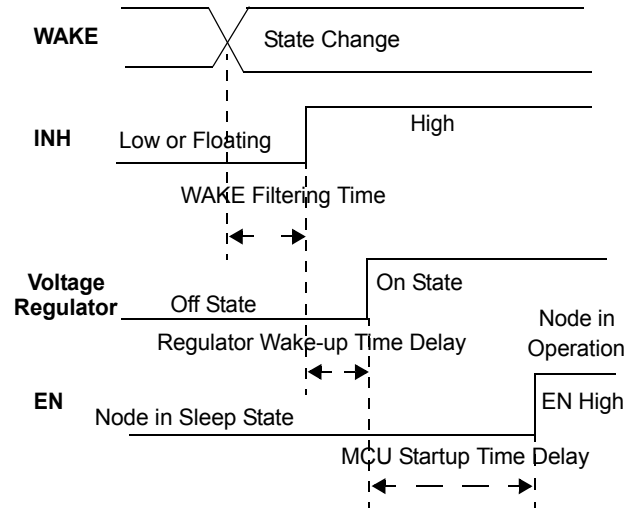 WAKE
State Change
INH
Low or Floating
High
WAKE Filtering Time
Voltage
Regulator
Off State
On State
Regulator Wake-up Time Delay
Node in
Operation
EN
Node in Sleep State
EN High
MCU Startup Time Delay